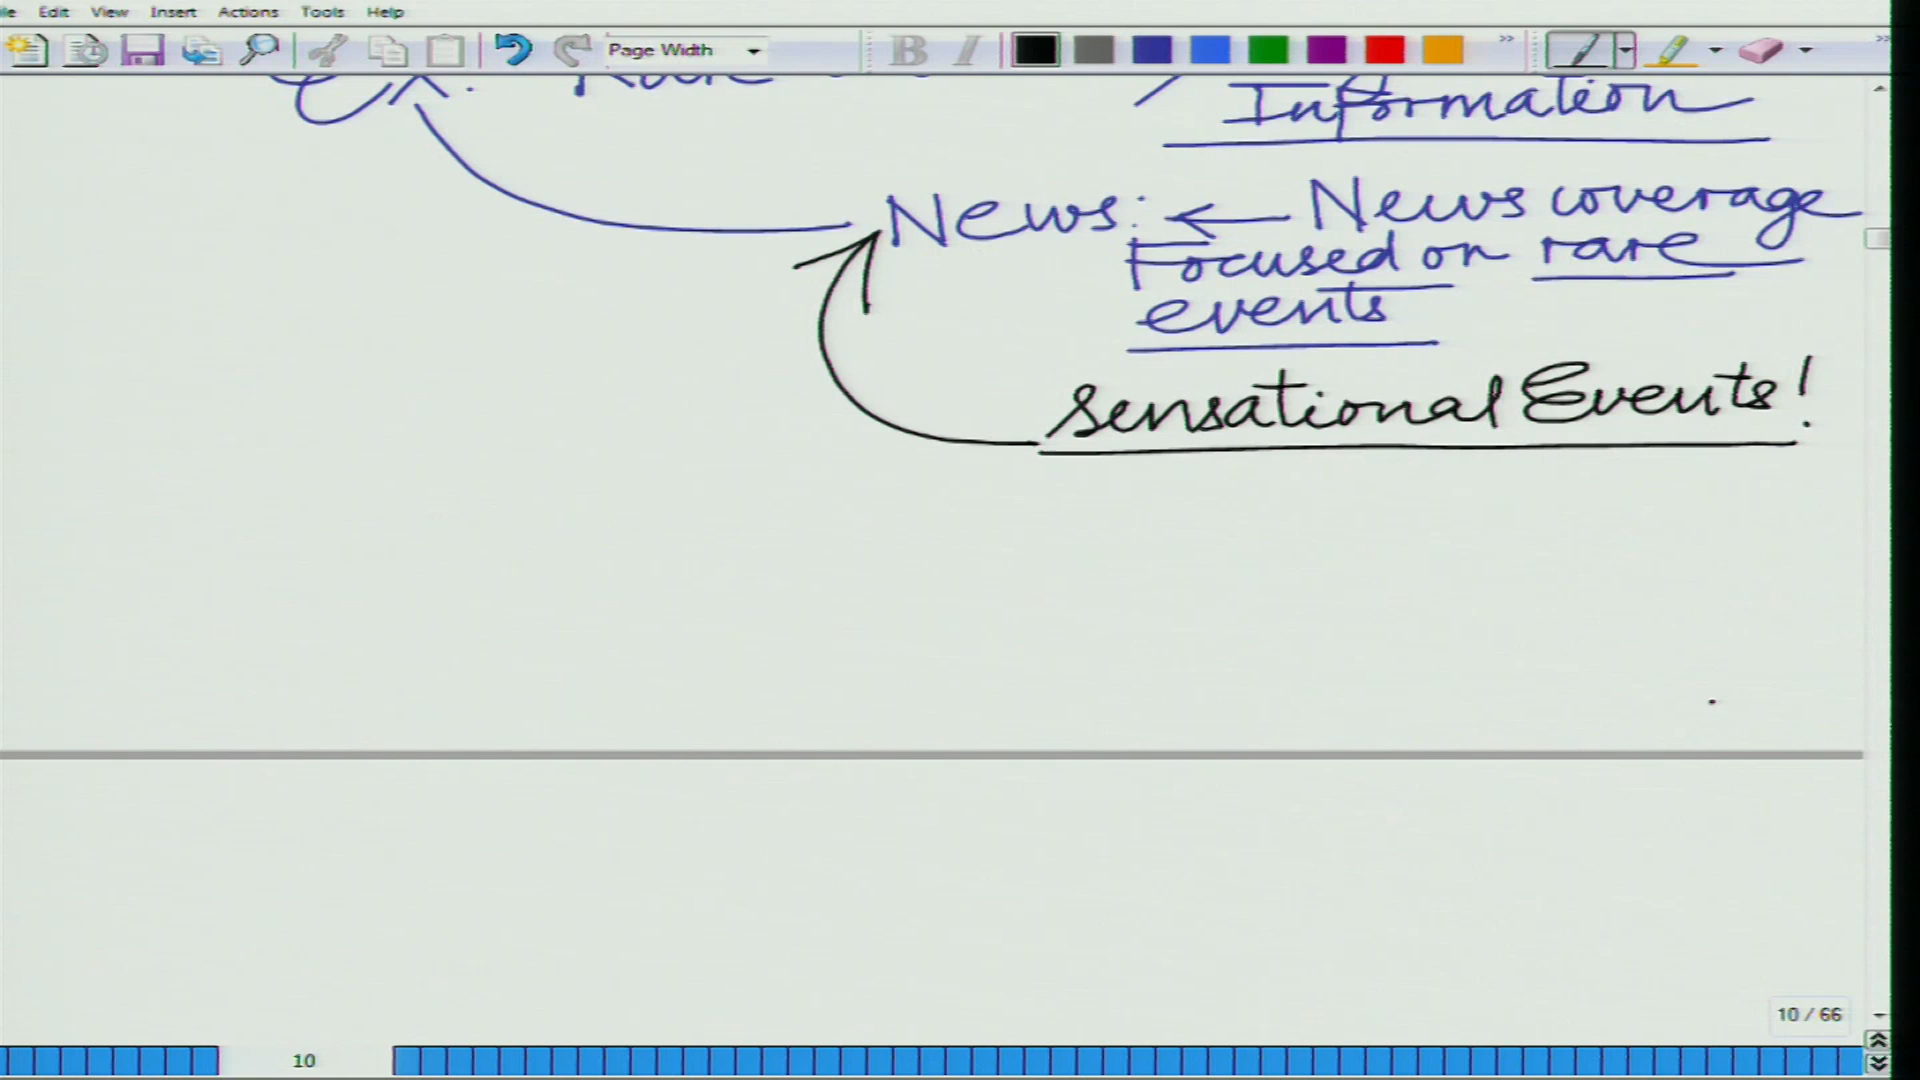 Edit View Insert Actions Tools Help
Page Width
B I
Information
News: ← News coverage
Focused on rare
events
Sensational Events!
10 / 66
10